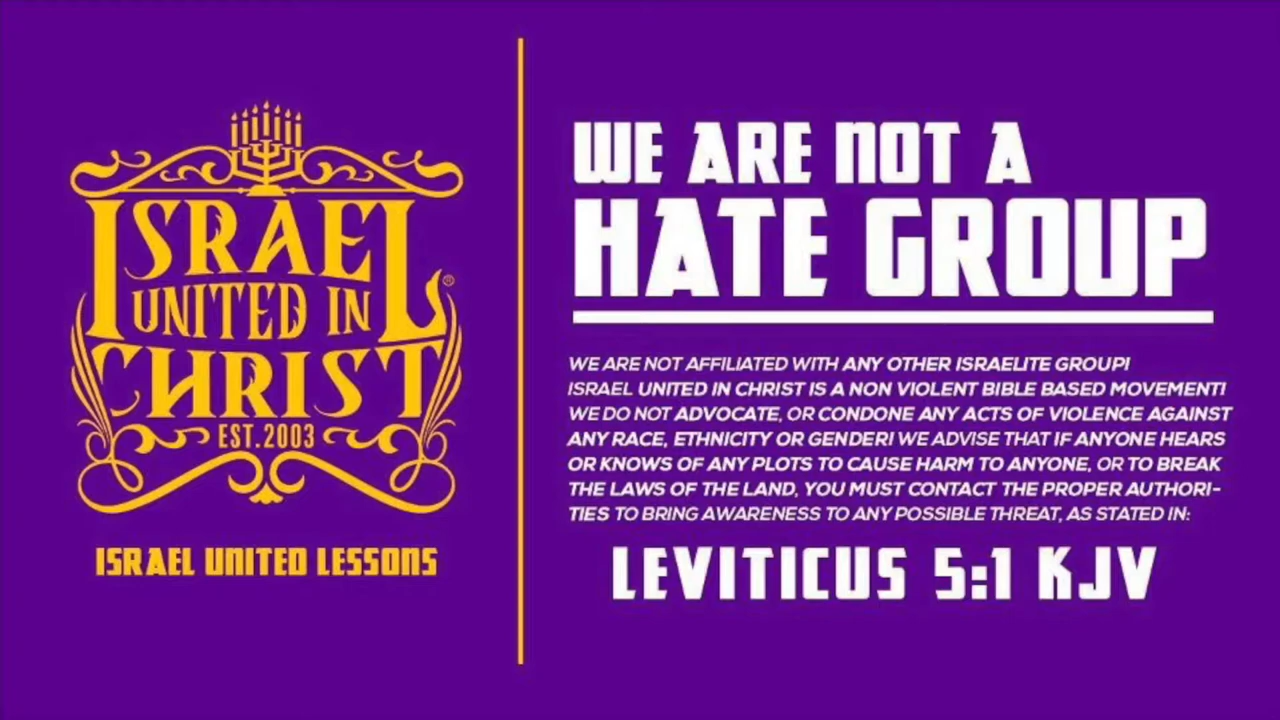 ISRAEL
UNITED IN
CHRIST
EST.2003
ISRAEL UNITED LESSONS
WE ARE NOT A
HATE GROUP
WE ARE NOT AFFILIATED WITH ANY OTHER ISRAELITE GROUP!
ISRAEL UNITED IN CHRIST IS A NON VIOLENT BIBLE BASED MOVEMENT!
WE DO NOT ADVOCATE, OR CONDONE ANY ACTS OF VIOLENCE AGAINST
ANY RACE, ETHNICITY OR GENDER! WE ADVISE THAT IF ANYONE HEARS
OR KNOWS OF ANY PLOTS TO CAUSE HARM TO ANYONE, OR TO BREAK
THE LAWS OF THE LAND, YOU MUST CONTACT THE PROPER AUTHORI-
TIES TO BRING AWARENESS TO ANY POSSIBLE THREAT, AS STATED IN:
LEVITICUS 5:1 KJV